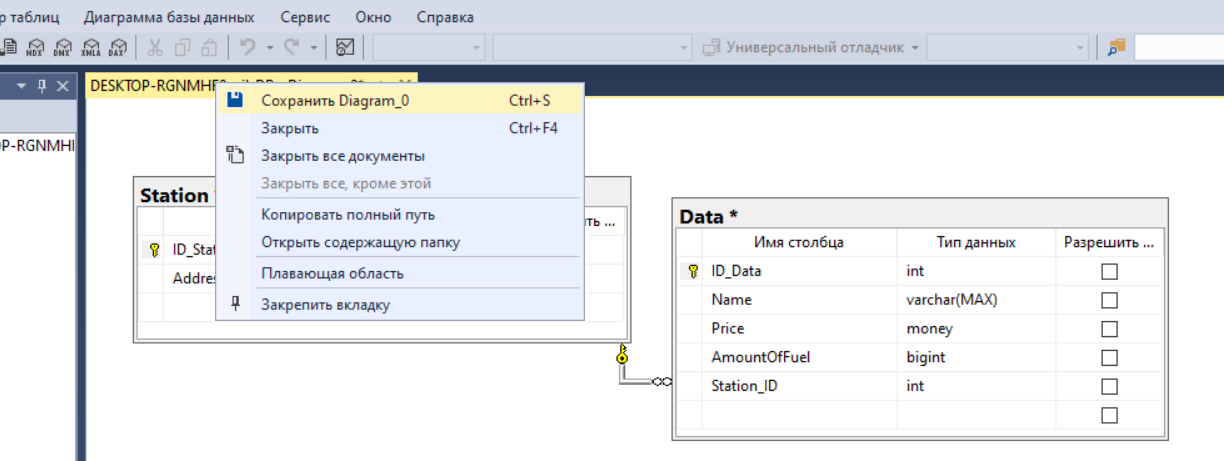 р таблиц Диаграмма базы данных Сервис Окно Справка
MDX DMX XMLA DAX Универсальный отладчик
DESKTOP-RGNMHF
Сохранить Diagram_0 Ctrl+S
Закрыть Ctrl+F4
OP-RGNMHI
Закрыть все документы
Закрыть все, кроме этой
Station
Копировать полный путь
ть ...
Открыть содержащую папку
ID_Stat
Плавающая область
Addres
Закрепить вкладку
Data *
Имя столбца Тип данных Разрешить ...
ID_Data int
Name varchar(MAX)
Price money
AmountOfFuel bigint
Station_ID int